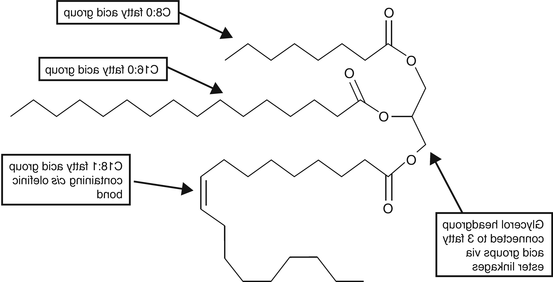 C8:0 fatty acid group
O
O
C16:0 fatty acid group
O
O
C18:1 fatty acid group
containing cis olefinic
bond
O
O
Glycerol headgroup
connected to 3 fatty
acid groups via
ester linkages